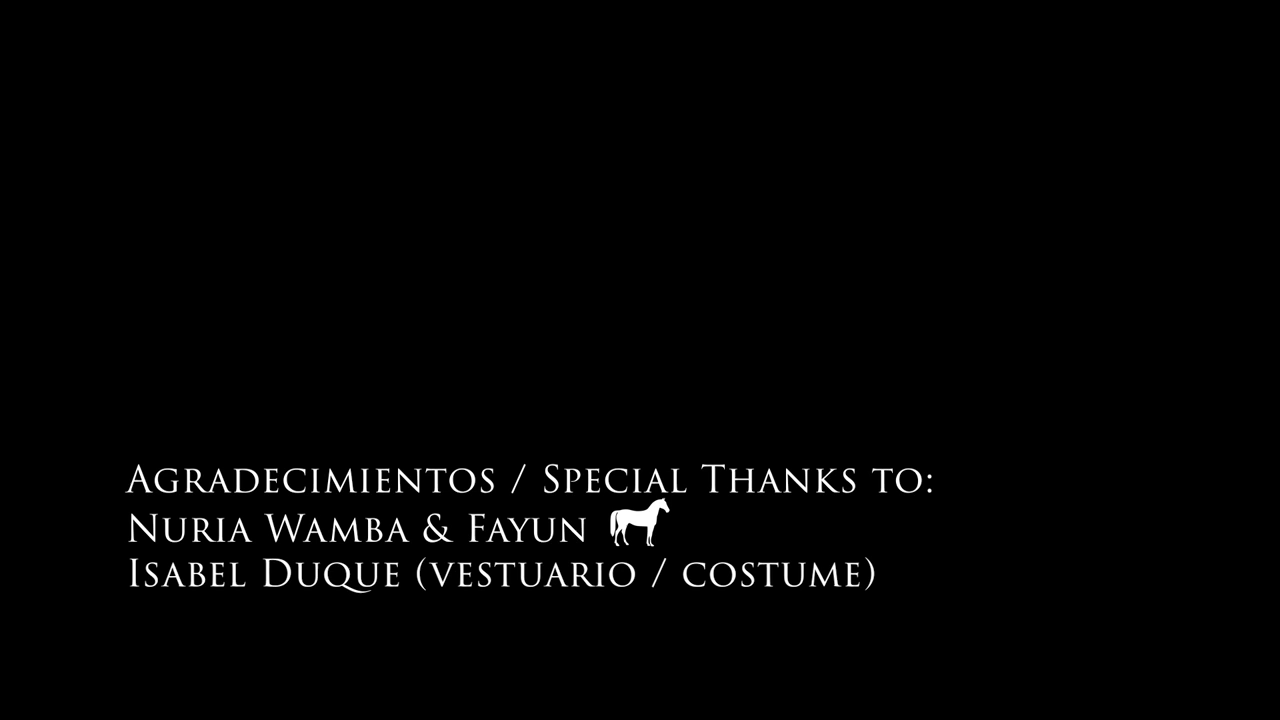 Agradecimientos / Special Thanks to:
Nuria Wamba & Fayun
Isabel Duque (vestuario / costume)